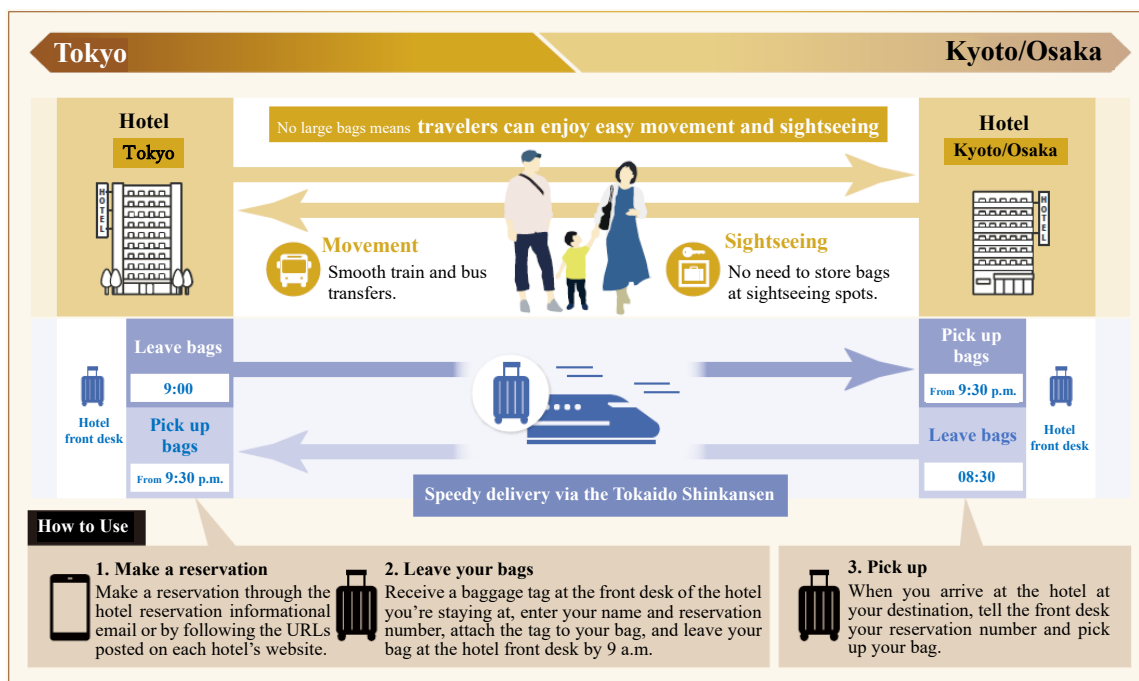 Tokyo
Kyoto/Osaka
Hotel
Tokyo
No large bags means travelers can enjoy easy movement and sightseeing
Hotel
Kyoto/Osaka
HOTEL
HOTEL
Movement
Smooth train and bus
transfers.
Sightseeing
No need to store bags
at sightseeing spots.
Hotel
front desk
Leave bags
9:00
Pick up
bags
From 9:30 p.m.
Pick up
bags
From 9:30 p.m.
Leave bags
08:30
Hotel
front desk
Speedy delivery via the Tokaido Shinkansen
How to Use
1. Make a reservation
Make a reservation through the
hotel reservation informational
email or by following the URLs
posted on each hotel's website.
2. Leave your bags
Receive a baggage tag at the front desk of the hotel
you're staying at, enter your name and reservation
number, attach the tag to your bag, and leave your
bag at the hotel front desk by 9 a.m.
3. Pick up
When you arrive at the hotel at
your destination, tell the front desk
your reservation number and pick
up your bag.